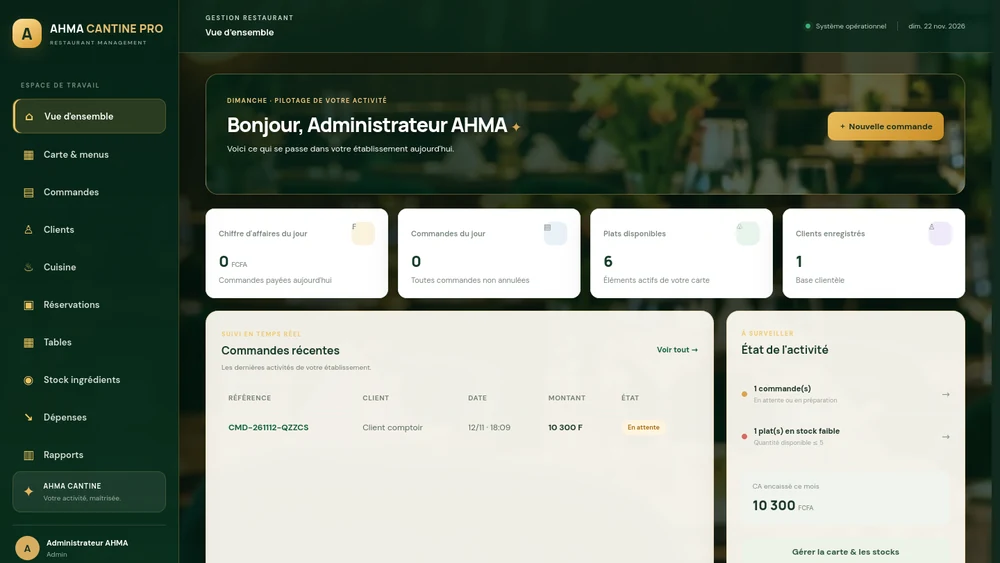 A
AHMA CANTINE PRO
RESTAURANT MANAGEMENT
ESPACE DE TRAVAIL
Vue d'ensemble
Carte & menus
Commandes
Clients
Cuisine
Réservations
Tables
Stock ingrédients
Dépenses
Rapports
AHMA CANTINE
Votre activité, maîtrisée.
A
Administrateur AHMA
Admin
GESTION RESTAURANT
Vue d'ensemble
Système opérationnel
dim. 22 nov. 2026
DIMANCHE · PILOTAGE DE VOTRE ACTIVITÉ
Bonjour, Administrateur AHMA
Voici ce qui se passe dans votre établissement aujourd'hui.
+ Nouvelle commande
Chiffre d'affaires du jour
F
0 FCFA
Commandes payées aujourd'hui
Commandes du jour
0
Toutes commandes non annulées
Plats disponibles
6
Éléments actifs de votre carte
Clients enregistrés
1
Base clientèle
SUIVI EN TEMPS RÉEL
Commandes récentes
Voir tout →
Les dernières activités de votre établissement.
RÉFÉRENCE CLIENT DATE MONTANT ÉTAT
CMD-261112-QZZCS Client comptoir 12/11 · 18:09 10 300 F En attente
À SURVEILLER
État de l'activité
1 commande(s) →
En attente ou en préparation
1 plat(s) en stock faible →
Quantité disponible ≤ 5
CA encaissé ce mois
10 300 FCFA
Gérer la carte & les stocks